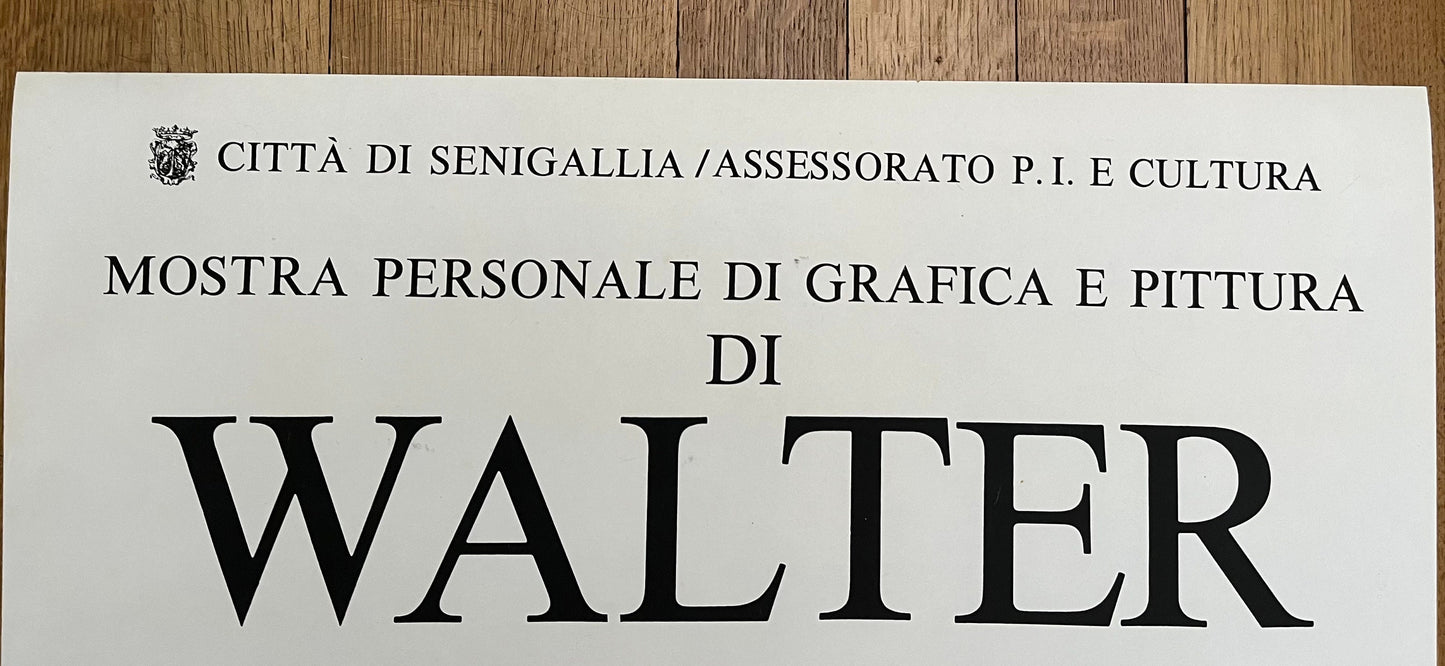 CITTÀ DI SENIGALLIA / ASSESSORATO P. I. E CULTURA
MOSTRA PERSONALE DI GRAFICA E PITTURA
DI
WALTER